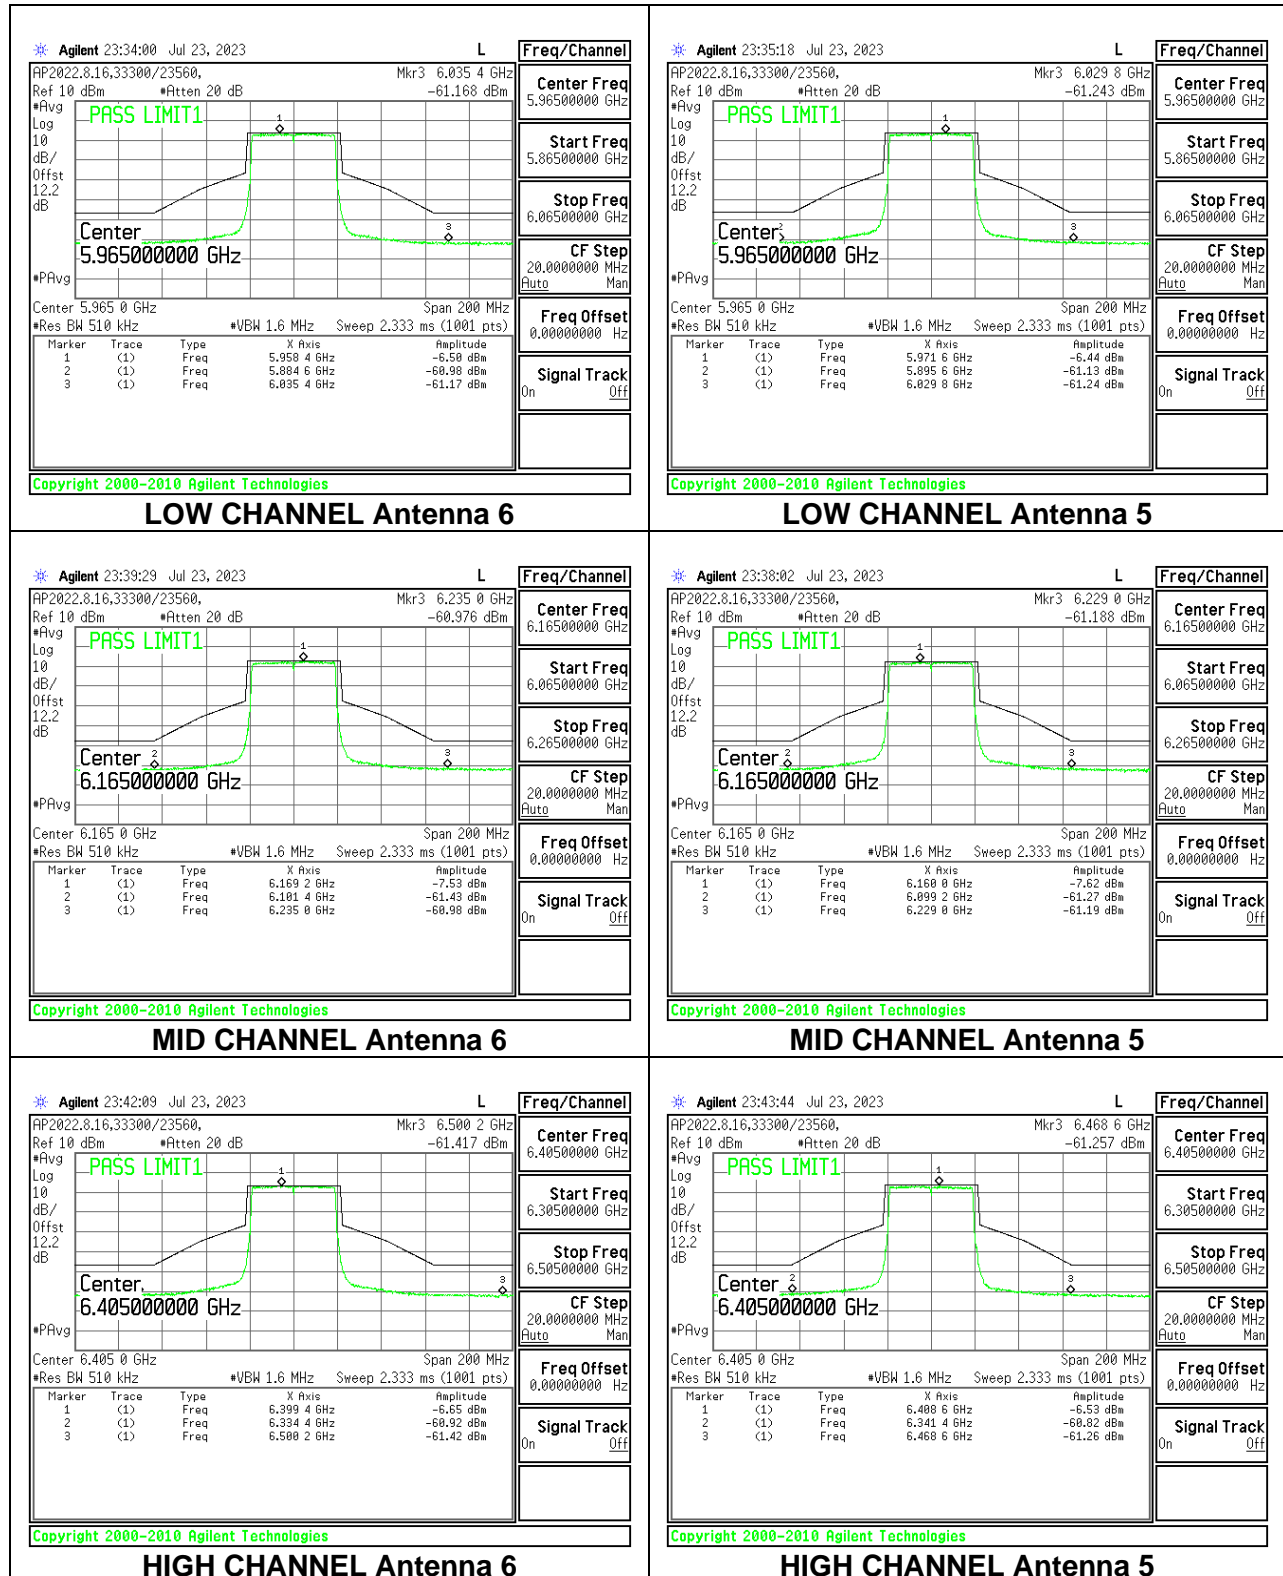 Agilent 23:34:00 Jul 23, 2023 L Freq/Channel
AP2022.8.16,33300/23560, Mkr3 6.035 4 GHz
Ref 10 dBm #Atten 20 dB -61.168 dBm
#Avg
Log
10
dB/
Offst
12.2
dB
#PAvg
PASS LIMIT1
1
3
Center
5.965000000 GHz
Center 5.965 0 GHz Span 200 MHz
#Res BW 510 kHz #VBW 1.6 MHz Sweep 2.333 ms (1001 pts)
Marker Trace Type X Axis Amplitude
1 (1) Freq 5.958 4 GHz -6.50 dBm
2 (1) Freq 5.884 6 GHz -60.98 dBm
3 (1) Freq 6.035 4 GHz -61.17 dBm
Center Freq
5.96500000 GHz
Start Freq
5.86500000 GHz
Stop Freq
6.06500000 GHz
CF Step
20.0000000 MHz
Auto Man
Freq Offset
0.00000000 Hz
Signal Track
On Off
Copyright 2000-2010 Agilent Technologies
LOW CHANNEL Antenna 6
Agilent 23:35:18 Jul 23, 2023 L Freq/Channel
AP2022.8.16,33300/23560, Mkr3 6.029 8 GHz
Ref 10 dBm #Atten 20 dB -61.243 dBm
#Avg
Log
10
dB/
Offst
12.2
dB
#PAvg
PASS LIMIT1
1
2
3
Center
5.965000000 GHz
Center 5.965 0 GHz Span 200 MHz
#Res BW 510 kHz #VBW 1.6 MHz Sweep 2.333 ms (1001 pts)
Marker Trace Type X Axis Amplitude
1 (1) Freq 5.971 6 GHz -6.44 dBm
2 (1) Freq 5.895 6 GHz -61.13 dBm
3 (1) Freq 6.029 8 GHz -61.24 dBm
Center Freq
5.96500000 GHz
Start Freq
5.86500000 GHz
Stop Freq
6.06500000 GHz
CF Step
20.0000000 MHz
Auto Man
Freq Offset
0.00000000 Hz
Signal Track
On Off
Copyright 2000-2010 Agilent Technologies
LOW CHANNEL Antenna 5
Agilent 23:39:29 Jul 23, 2023 L Freq/Channel
AP2022.8.16,33300/23560, Mkr3 6.235 0 GHz
Ref 10 dBm #Atten 20 dB -60.976 dBm
#Avg
Log
10
dB/
Offst
12.2
dB
#PAvg
PASS LIMIT1
1
2
3
Center
6.165000000 GHz
Center 6.165 0 GHz Span 200 MHz
#Res BW 510 kHz #VBW 1.6 MHz Sweep 2.333 ms (1001 pts)
Marker Trace Type X Axis Amplitude
1 (1) Freq 6.169 2 GHz -7.53 dBm
2 (1) Freq 6.101 4 GHz -61.43 dBm
3 (1) Freq 6.235 0 GHz -60.98 dBm
Center Freq
6.16500000 GHz
Start Freq
6.06500000 GHz
Stop Freq
6.26500000 GHz
CF Step
20.0000000 MHz
Auto Man
Freq Offset
0.00000000 Hz
Signal Track
On Off
Copyright 2000-2010 Agilent Technologies
MID CHANNEL Antenna 6
Agilent 23:38:02 Jul 23, 2023 L Freq/Channel
AP2022.8.16,33300/23560, Mkr3 6.229 0 GHz
Ref 10 dBm #Atten 20 dB -61.188 dBm
#Avg
Log
10
dB/
Offst
12.2
dB
#PAvg
PASS LIMIT1
1
2
3
Center
6.165000000 GHz
Center 6.165 0 GHz Span 200 MHz
#Res BW 510 kHz #VBW 1.6 MHz Sweep 2.333 ms (1001 pts)
Marker Trace Type X Axis Amplitude
1 (1) Freq 6.160 0 GHz -7.62 dBm
2 (1) Freq 6.099 2 GHz -61.27 dBm
3 (1) Freq 6.229 0 GHz -61.19 dBm
Center Freq
6.16500000 GHz
Start Freq
6.06500000 GHz
Stop Freq
6.26500000 GHz
CF Step
20.0000000 MHz
Auto Man
Freq Offset
0.00000000 Hz
Signal Track
On Off
Copyright 2000-2010 Agilent Technologies
MID CHANNEL Antenna 5
Agilent 23:42:09 Jul 23, 2023 L Freq/Channel
AP2022.8.16,33300/23560, Mkr3 6.500 2 GHz
Ref 10 dBm #Atten 20 dB -61.417 dBm
#Avg
Log
10
dB/
Offst
12.2
dB
#PAvg
PASS LIMIT1
1
3
Center
6.405000000 GHz
Center 6.405 0 GHz Span 200 MHz
#Res BW 510 kHz #VBW 1.6 MHz Sweep 2.333 ms (1001 pts)
Marker Trace Type X Axis Amplitude
1 (1) Freq 6.399 4 GHz -6.65 dBm
2 (1) Freq 6.334 4 GHz -60.92 dBm
3 (1) Freq 6.500 2 GHz -61.42 dBm
Center Freq
6.40500000 GHz
Start Freq
6.30500000 GHz
Stop Freq
6.50500000 GHz
CF Step
20.0000000 MHz
Auto Man
Freq Offset
0.00000000 Hz
Signal Track
On Off
Copyright 2000-2010 Agilent Technologies
HIGH CHANNEL Antenna 6
Agilent 23:43:44 Jul 23, 2023 L Freq/Channel
AP2022.8.16,33300/23560, Mkr3 6.468 6 GHz
Ref 10 dBm #Atten 20 dB -61.257 dBm
#Avg
Log
10
dB/
Offst
12.2
dB
#PAvg
PASS LIMIT1
1
2
3
Center
6.405000000 GHz
Center 6.405 0 GHz Span 200 MHz
#Res BW 510 kHz #VBW 1.6 MHz Sweep 2.333 ms (1001 pts)
Marker Trace Type X Axis Amplitude
1 (1) Freq 6.408 6 GHz -6.53 dBm
2 (1) Freq 6.341 4 GHz -60.82 dBm
3 (1) Freq 6.468 6 GHz -61.26 dBm
Center Freq
6.40500000 GHz
Start Freq
6.30500000 GHz
Stop Freq
6.50500000 GHz
CF Step
20.0000000 MHz
Auto Man
Freq Offset
0.00000000 Hz
Signal Track
On Off
Copyright 2000-2010 Agilent Technologies
HIGH CHANNEL Antenna 5